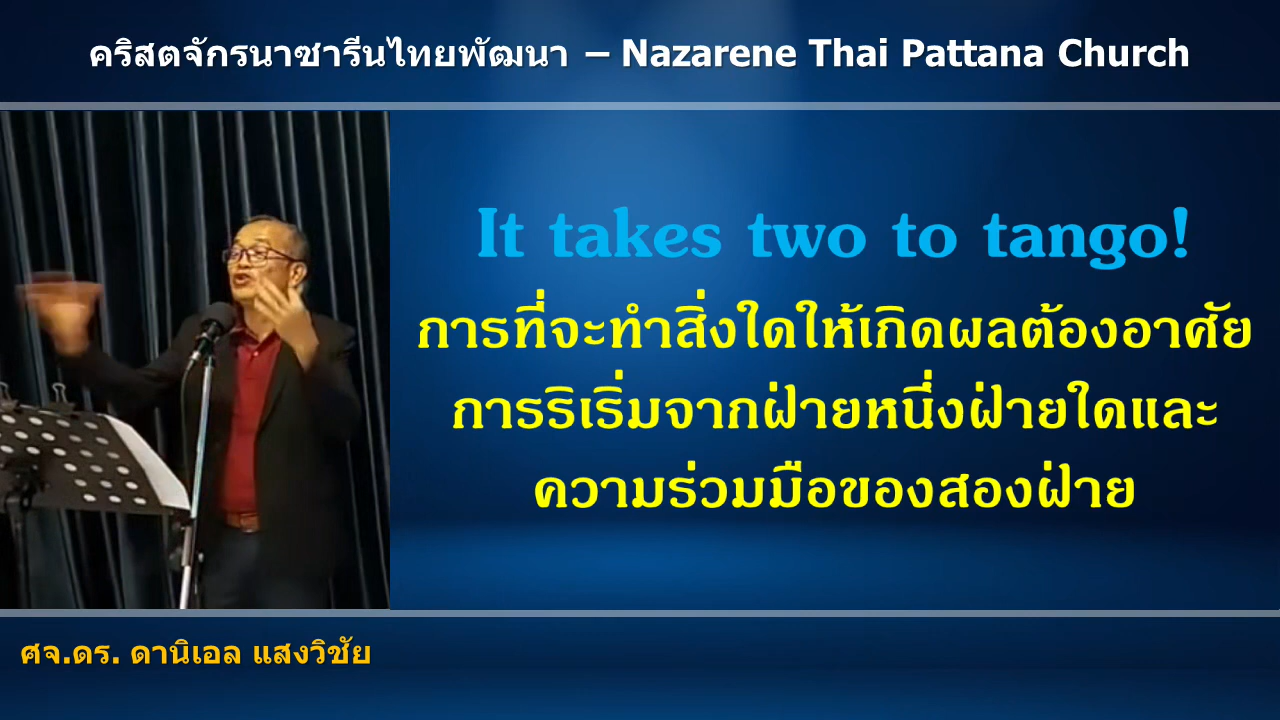 คริสตจักรนาซารีนไทยพัฒนา – Nazarene Thai Pattana Church
It takes two to tango!
การที่จะทำสิ่งใดให้เกิดผลต้องอาศัย
การริเริ่มจากฝ่ายหนึ่งฝ่ายใดและ
ความร่วมมือของสองฝ่าย
ศจ.ดร. ดานิเอล แสงวิชัย